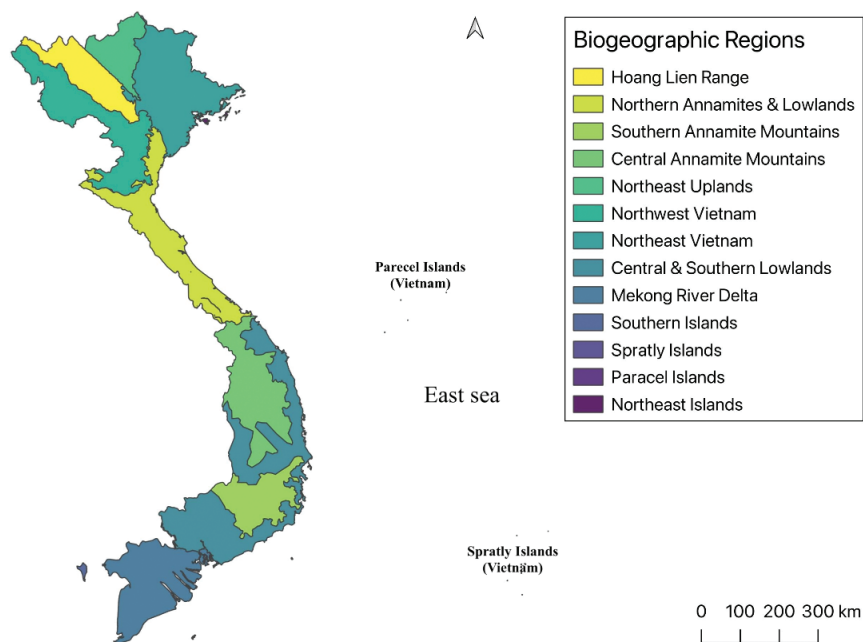 Biogeographic Regions
Hoang Lien Range
Northern Annamites & Lowlands
Southern Annamite Mountains
Central Annamite Mountains
Northeast Uplands
Northwest Vietnam
Northeast Vietnam
Central & Southern Lowlands
Mekong River Delta
Southern Islands
Spratly Islands
Paracel Islands
Northeast Islands
Parecel Islands
(Vietnam)
East sea
Spratly Islands
(Vietnam)
0 100 200 300 km